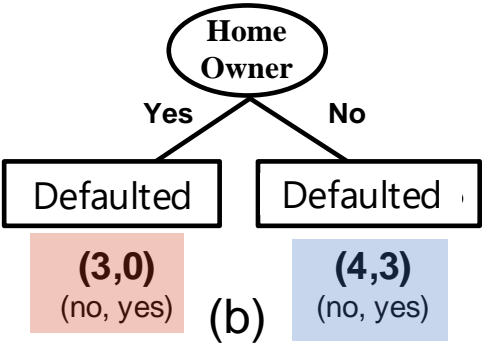 Home
Owner
Yes
No
Defaulted
Defaulted
(3,0)
(no, yes)
(4,3)
(no, yes)
(b)